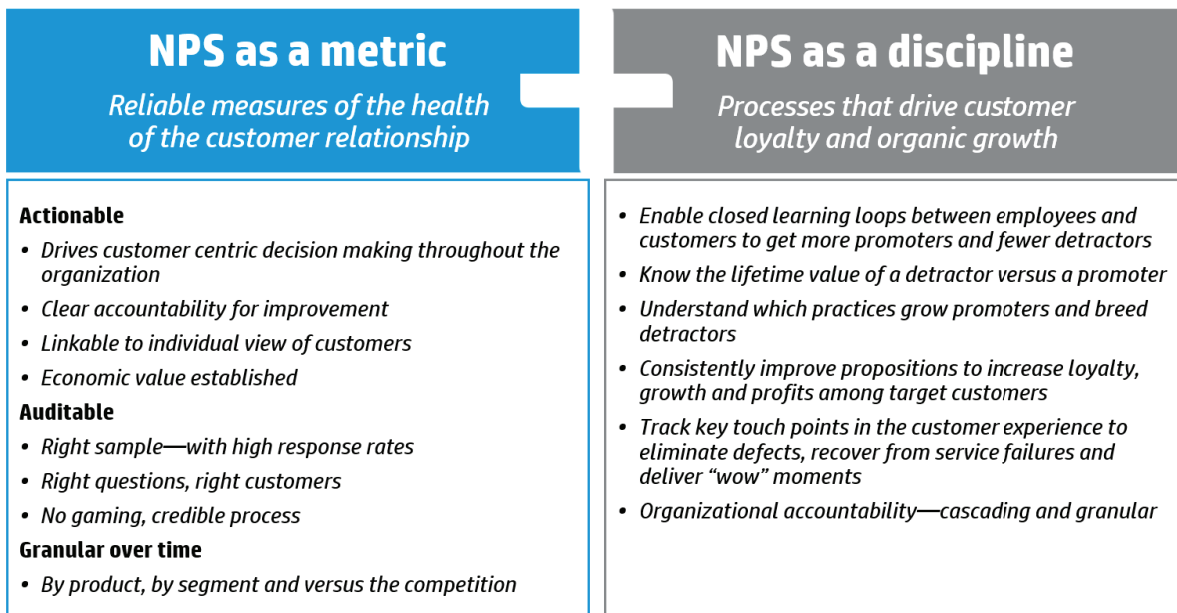 NPS as a metric
Reliable measures of the health
of the customer relationship
Actionable
• Drives customer centric decision making throughout the
organization
• Clear accountability for improvement
• Linkable to individual view of customers
• Economic value established
Auditable
• Right sample—with high response rates
• Right questions, right customers
• No gaming, credible process
Granular over time
• By product, by segment and versus the competition
NPS as a discipline
Processes that drive customer
loyalty and organic growth
• Enable closed learning loops between employees and
customers to get more promoters and fewer detractors
• Know the lifetime value of a detractor versus a promoter
• Understand which practices grow promoters and breed
detractors
• Consistently improve propositions to increase loyalty,
growth and profits among target customers
• Track key touch points in the customer experience to
eliminate defects, recover from service failures and
deliver “wow” moments
• Organizational accountability—cascading and granular